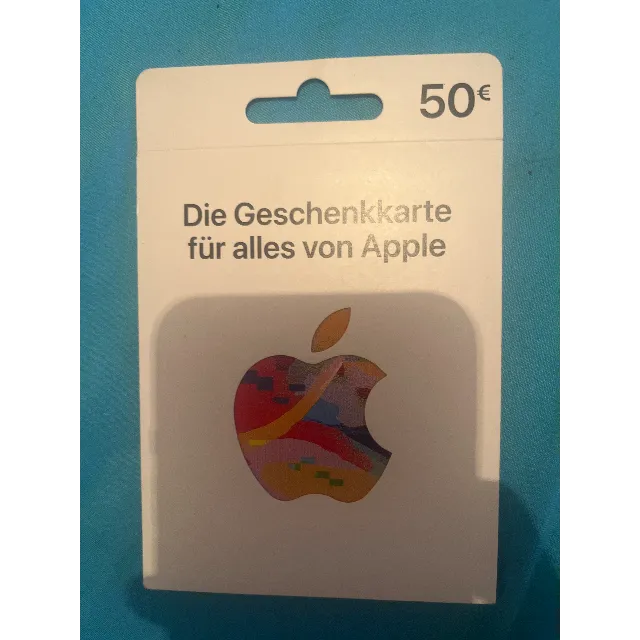 50€
Die Geschenkkarte
für alles von Apple